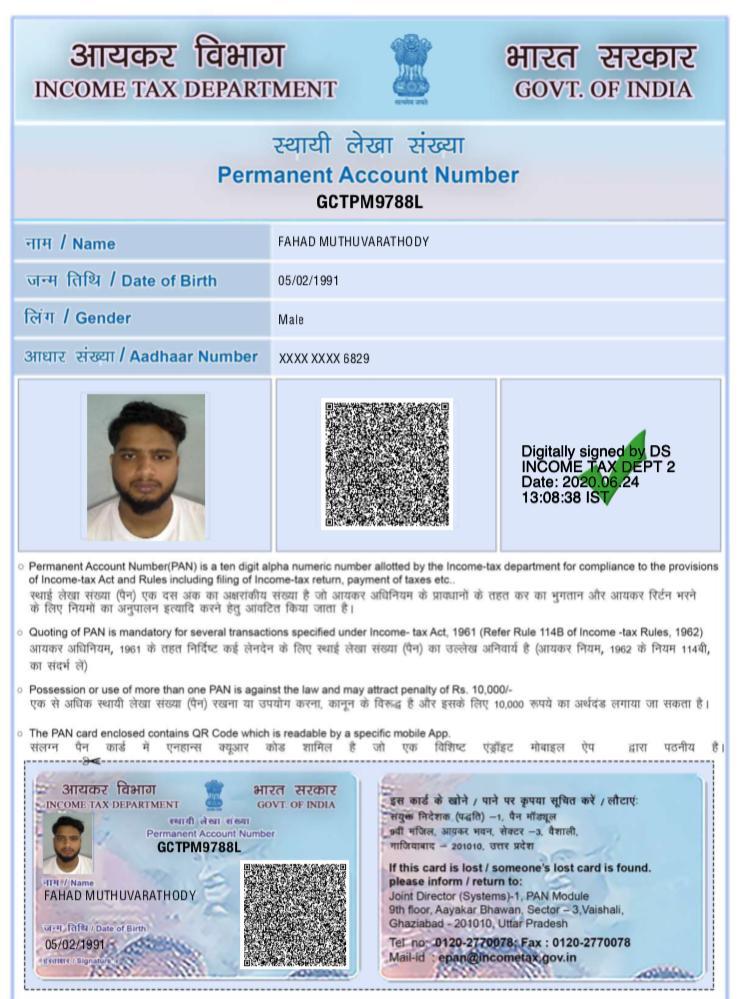 आयकर विभाग
INCOME TAX DEPARTMENT
सत्यमेव जयते
भारत सरकार
GOVT. OF INDIA
स्थायी लेखा संख्या
Permanent Account Number
GCTPM9788L
नाम / Name
FAHAD MUTHUVARATHODY
जन्म तिथि / Date of Birth
05/02/1991
लिंग / Gender
Male
आधार संख्या / Aadhaar Number
XXXX XXXX 6829
Digitally signed by DS
INCOME TAX DEPT 2
Date: 2020.06.24
13:08:38 IST
Permanent Account Number(PAN) is a ten digit alpha numeric number allotted by the Income-tax department for compliance to the provisions
of Income-tax Act and Rules including filing of Income-tax return, payment of taxes etc..
स्थाई लेखा संख्या (पैन) एक दस अंक का अक्षरांकीय संख्या है जो आयकर अधिनियम के प्रावधानों के तहत कर का भुगतान और आयकर रिर्टन भरने
के लिए नियमों का अनुपालन इत्यादि करने हेतु आंवटित किया जाता है।
Quoting of PAN is mandatory for several transactions specified under Income- tax Act, 1961 (Refer Rule 114B of Income -tax Rules, 1962)
आयकर अधिनियम, 1961 के तहत निर्दिष्ट कई लेनदेन के लिए स्थाई लेखा संख्या (पैन) का उल्लेख अनिवार्य है (आयकर नियम, 1962 के नियम 114बी,
का संदर्भ लें)
Possession or use of more than one PAN is against the law and may attract penalty of Rs. 10,000/-
एक से अधिक स्थायी लेखा संख्या (पैन) रखना या उपयोग करना, कानून के विरूद्ध है और इसके लिए 10,000 रूपये का अर्थदंड लगाया जा सकता है।
The PAN card enclosed contains QR Code which is readable by a specific mobile App.
संलग्न पैन कार्ड में एनहान्स क्यूआर कोड शामिल है जो एक विशिष्ट एंड्रॉइट मोबाइल ऐप द्वारा पठनीय है।
आयकर विभाग
INCOME TAX DEPARTMENT
भारत सरकार
GOVT. OF INDIA
स्थायी लेखा संख्या
Permanent Account Number
GCTPM9788L
नाम / Name
FAHAD MUTHUVARATHODY
जन्म तिथि / Date of Birth
05/02/1991
हस्ताक्षर / Signature
इस कार्ड के खोने / पाने पर कृपया सूचित करें / लौटाएं:
संयुक्त निदेशक (पद्धति) –1, पैन मॉड्यूल
9वी मंजिल, आयकर भवन, सेक्टर –3, वैशाली,
गाजियाबाद – 201010, उत्तर प्रदेश
If this card is lost / someone's lost card is found.
please inform / return to:
Joint Director (Systems)-1, PAN Module
9th floor, Aayakar Bhawan, Sector – 3,Vaishali,
Ghaziabad - 201010, Uttar Pradesh
Tel no: 0120-2770078; Fax : 0120-2770078
Mail-id : epan@incometax.gov.in